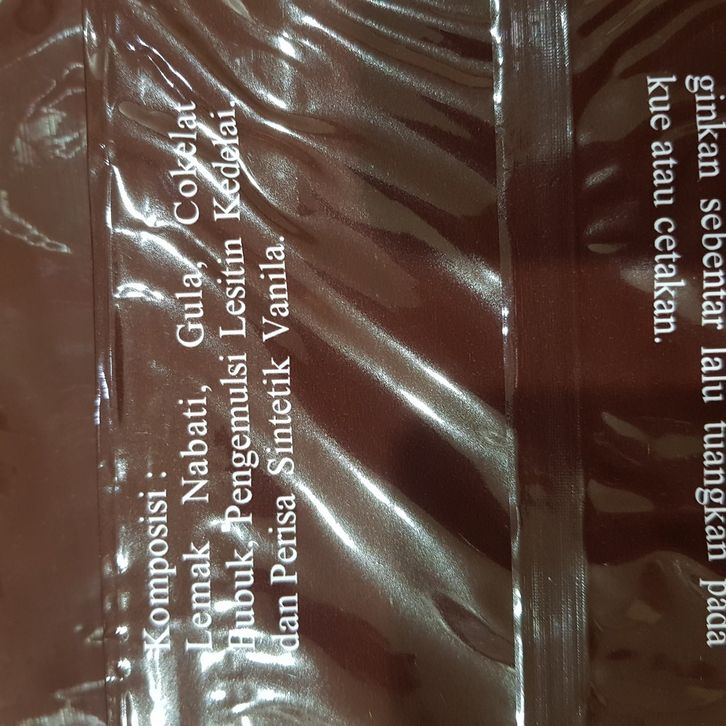 Komposisi :
Lemak Nabati, Gula, Cokelat
Bubuk, Pengemulsi Lesitin Kedelai,
dan Perisa Sintetik Vanila.
ginkan sebentar lalu tuangkan pada
kue atau cetakan.